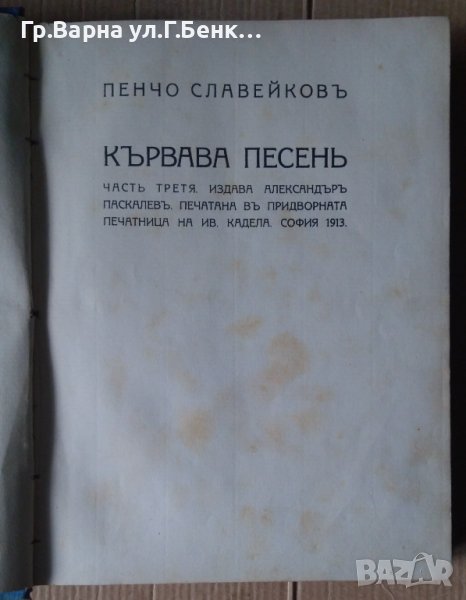 Гр.Варна ул.Г.Бенк...
ПЕНЧО СЛАВЕЙКОВЪ
КЪРВАВА ПЕСЕНЬ
ЧАСТЬ ТРЕТЯ. ИЗДАВА АЛЕКСАНДЪРЪ
ПАСКАЛЕВЪ. ПЕЧАТАНА ВЪ ПРИДВОРНАТА
ПЕЧАТНИЦА НА ИВ. КАДЕЛА. СОФИЯ 1913.
BAZAR